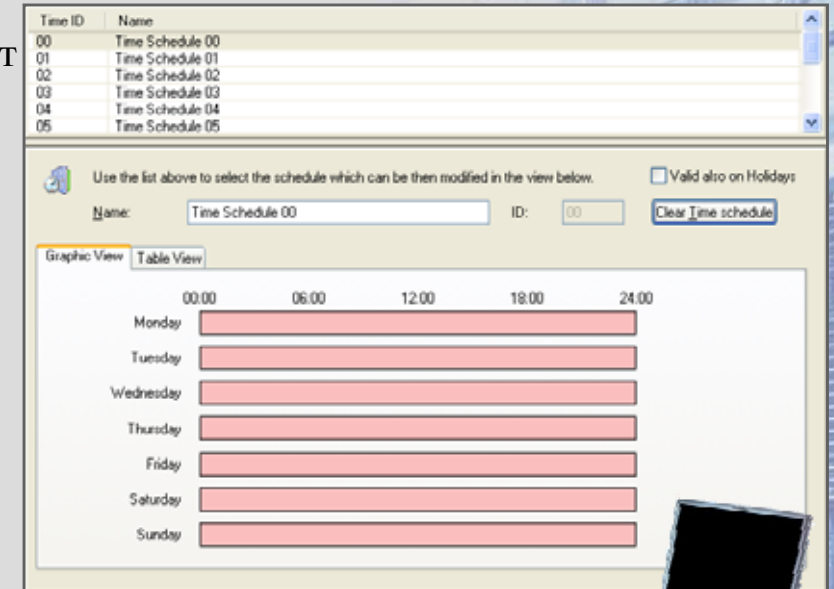 Time ID Name
00 Time Schedule 00
T
01 Time Schedule 01
02 Time Schedule 02
03 Time Schedule 03
04 Time Schedule 04
05 Time Schedule 05
Use the list above to select the schedule which can be then modified in the view below.
Valid also on Holidays
Name: Time Schedule 00 ID: 00 Clear Time schedule
Graphic View Table View
00:00 06:00 12:00 18:00 24:00
Monday
Tuesday
Wednesday
Thursday
Friday
Saturday
Sunday